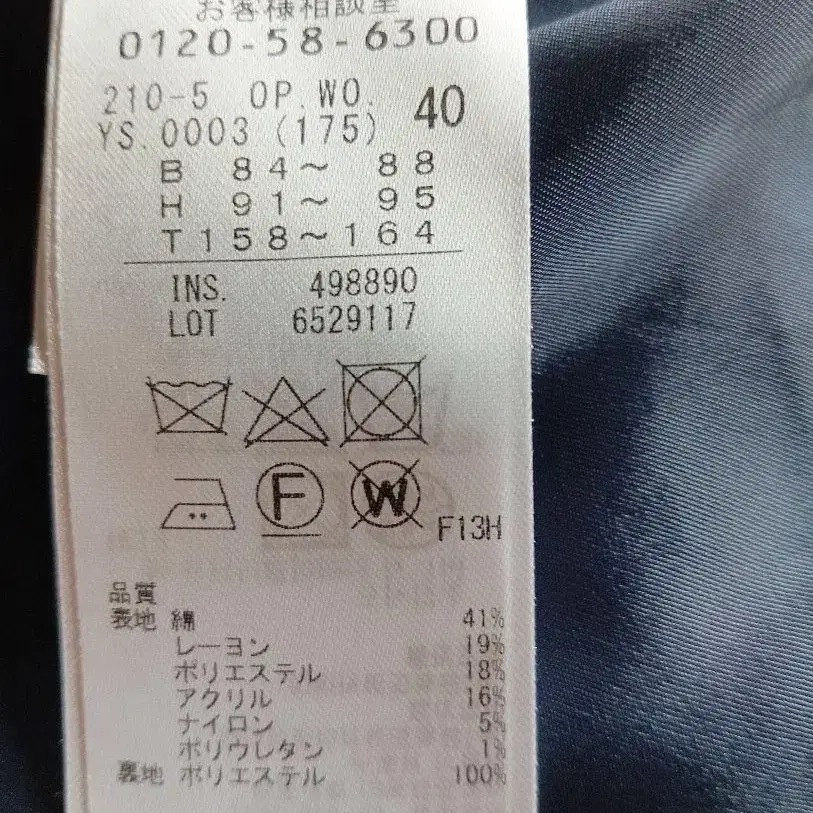 お客様相談室
0120-58-6300
210-5 OP.WO. 40
YS.0003 (175)
B 84～ 88
H 91～ 95
T158～164
INS. 498890
LOT 6529117
F W F13H
品質
表地 綿 41%
レーヨン 19%
ポリエステル 18%
アクリル 16%
ナイロン 5%
ポリウレタン 1%
裏地 ポリエステル 100%